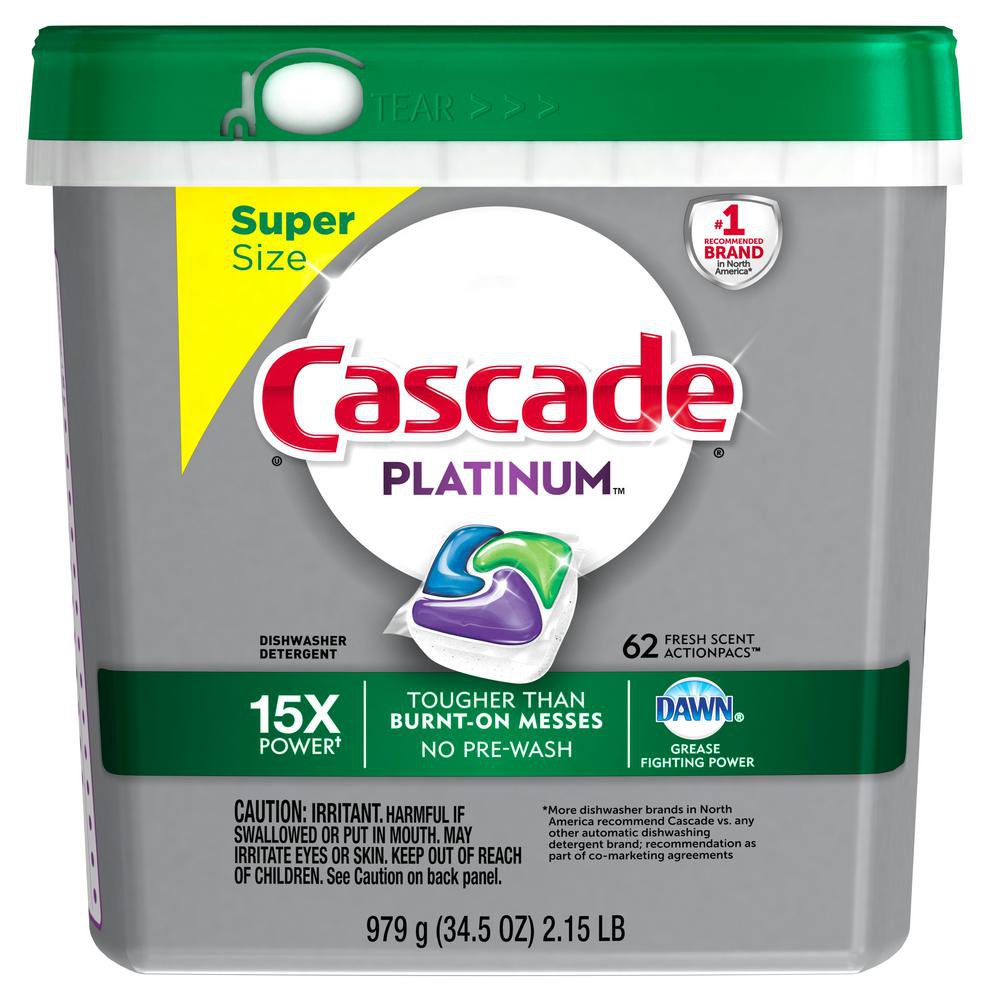 TEAR >>>
Super
Size
#1
RECOMMENDED
BRAND
in North
America*
Cascade
U ®
PLATINUM™
DISHWASHER
DETERGENT
62 FRESH SCENT
ACTIONPACS™
15X
POWER†
TOUGHER THAN
BURNT-ON MESSES
NO PRE-WASH
DAWN®
GREASE
FIGHTING POWER
CAUTION: IRRITANT. HARMFUL IF
SWALLOWED OR PUT IN MOUTH. MAY
IRRITATE EYES OR SKIN. KEEP OUT OF REACH
OF CHILDREN. See Caution on back panel.
*More dishwasher brands in North
America recommend Cascade vs. any
other automatic dishwashing
detergent brand; recommendation as
part of co-marketing agreements
979 g (34.5 OZ) 2.15 LB